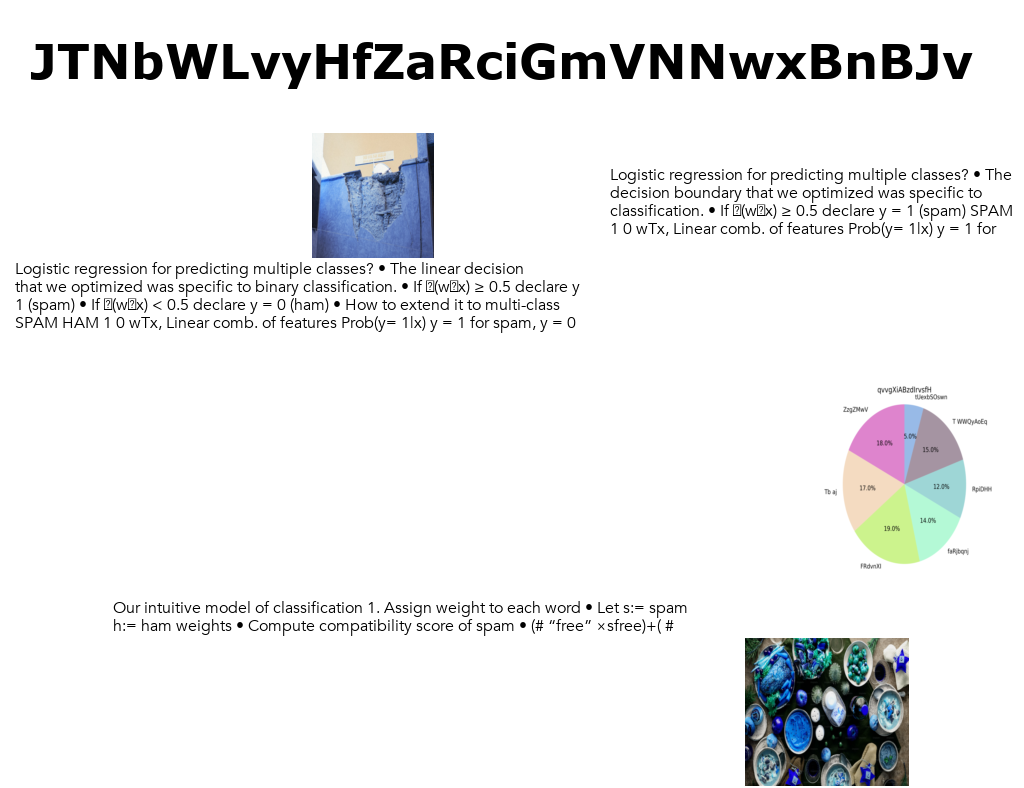 JTNbWLvyHfZaRciGmVNNwxBnBJv
Logistic regression for predicting multiple classes? • The
decision boundary that we optimized was specific to
classification. • If (wx) ≥ 0.5 declare y = 1 (spam) SPAM
1 0 wTx, Linear comb. of features Prob(y= 1|x) y = 1 for
Logistic regression for predicting multiple classes? • The linear decision
that we optimized was specific to binary classification. • If (wx) ≥ 0.5 declare y
1 (spam) • If (wx) < 0.5 declare y = 0 (ham) • How to extend it to multi-class
SPAM HAM 1 0 wTx, Linear comb. of features Prob(y= 1|x) y = 1 for spam, y = 0
qvvgXiABzdIrvsfH
tUexbSOswn
ZzgZMwV
T WWQyAoEq
5.0%
18.0%
15.0%
Tb aj
17.0%
12.0%
RpiDHH
19.0%
14.0%
faRjbqnj
FRdvnXl
Our intuitive model of classification 1. Assign weight to each word • Let s:= spam
h:= ham weights • Compute compatibility score of spam • (# “free” ×sfree)+( #